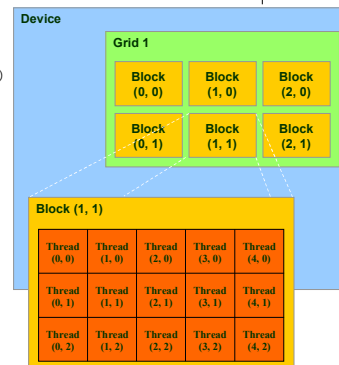 Device
Grid 1
Block Block Block
(0, 0) (1, 0) (2, 0)
Block Block Block
(0, 1) (1, 1) (2, 1)
Block (1, 1)
Thread Thread Thread Thread Thread
(0, 0) (1, 0) (2, 0) (3, 0) (4, 0)
Thread Thread Thread Thread Thread
(0, 1) (1, 1) (2, 1) (3, 1) (4, 1)
Thread Thread Thread Thread Thread
(0, 2) (1, 2) (2, 2) (3, 2) (4, 2)